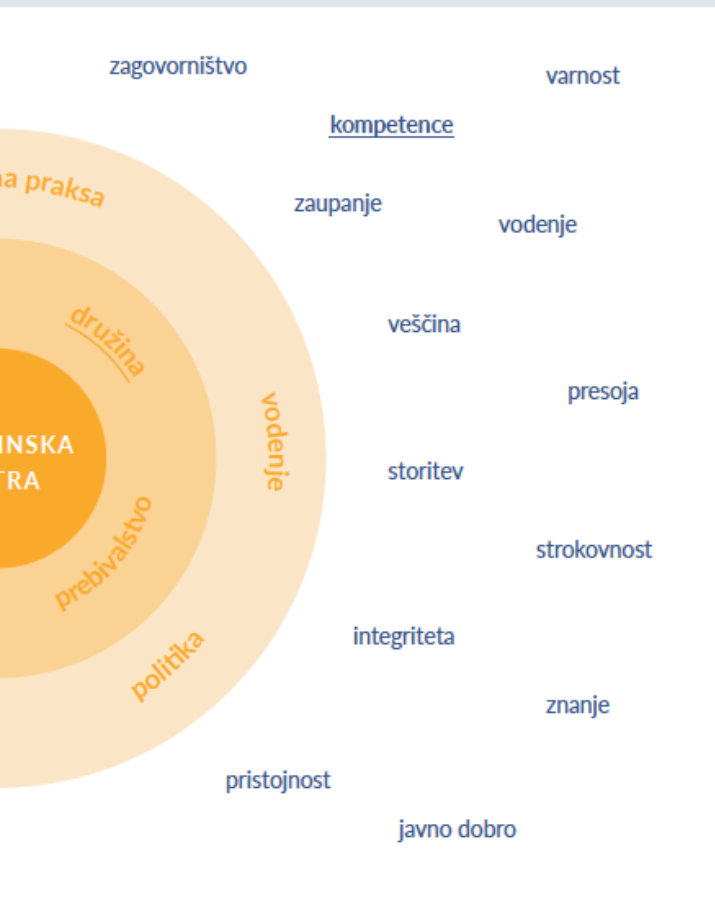 zagovorništvo
varnost
kompetence
na praksa
zaupanje
vodenje
družina
veščina
presoja
vodenje
INSKA
TRA
storitev
prebivalstvo
strokovnost
politika
integriteta
znanje
pristojnost
javno dobro